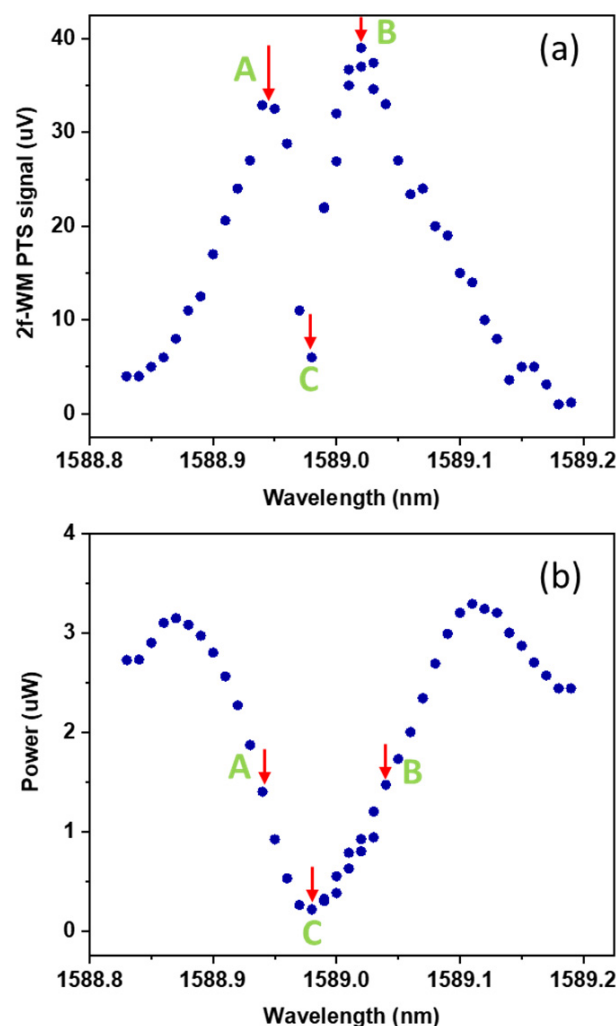 (a)
A
B
C
40
30
20
10
0
2f-WM PTS signal (uV)
1588.8 1588.9 1589.0 1589.1 1589.2
Wavelength (nm)
(b)
A
B
C
4
3
2
1
0
Power (uW)
1588.8 1588.9 1589.0 1589.1 1589.2
Wavelength (nm)